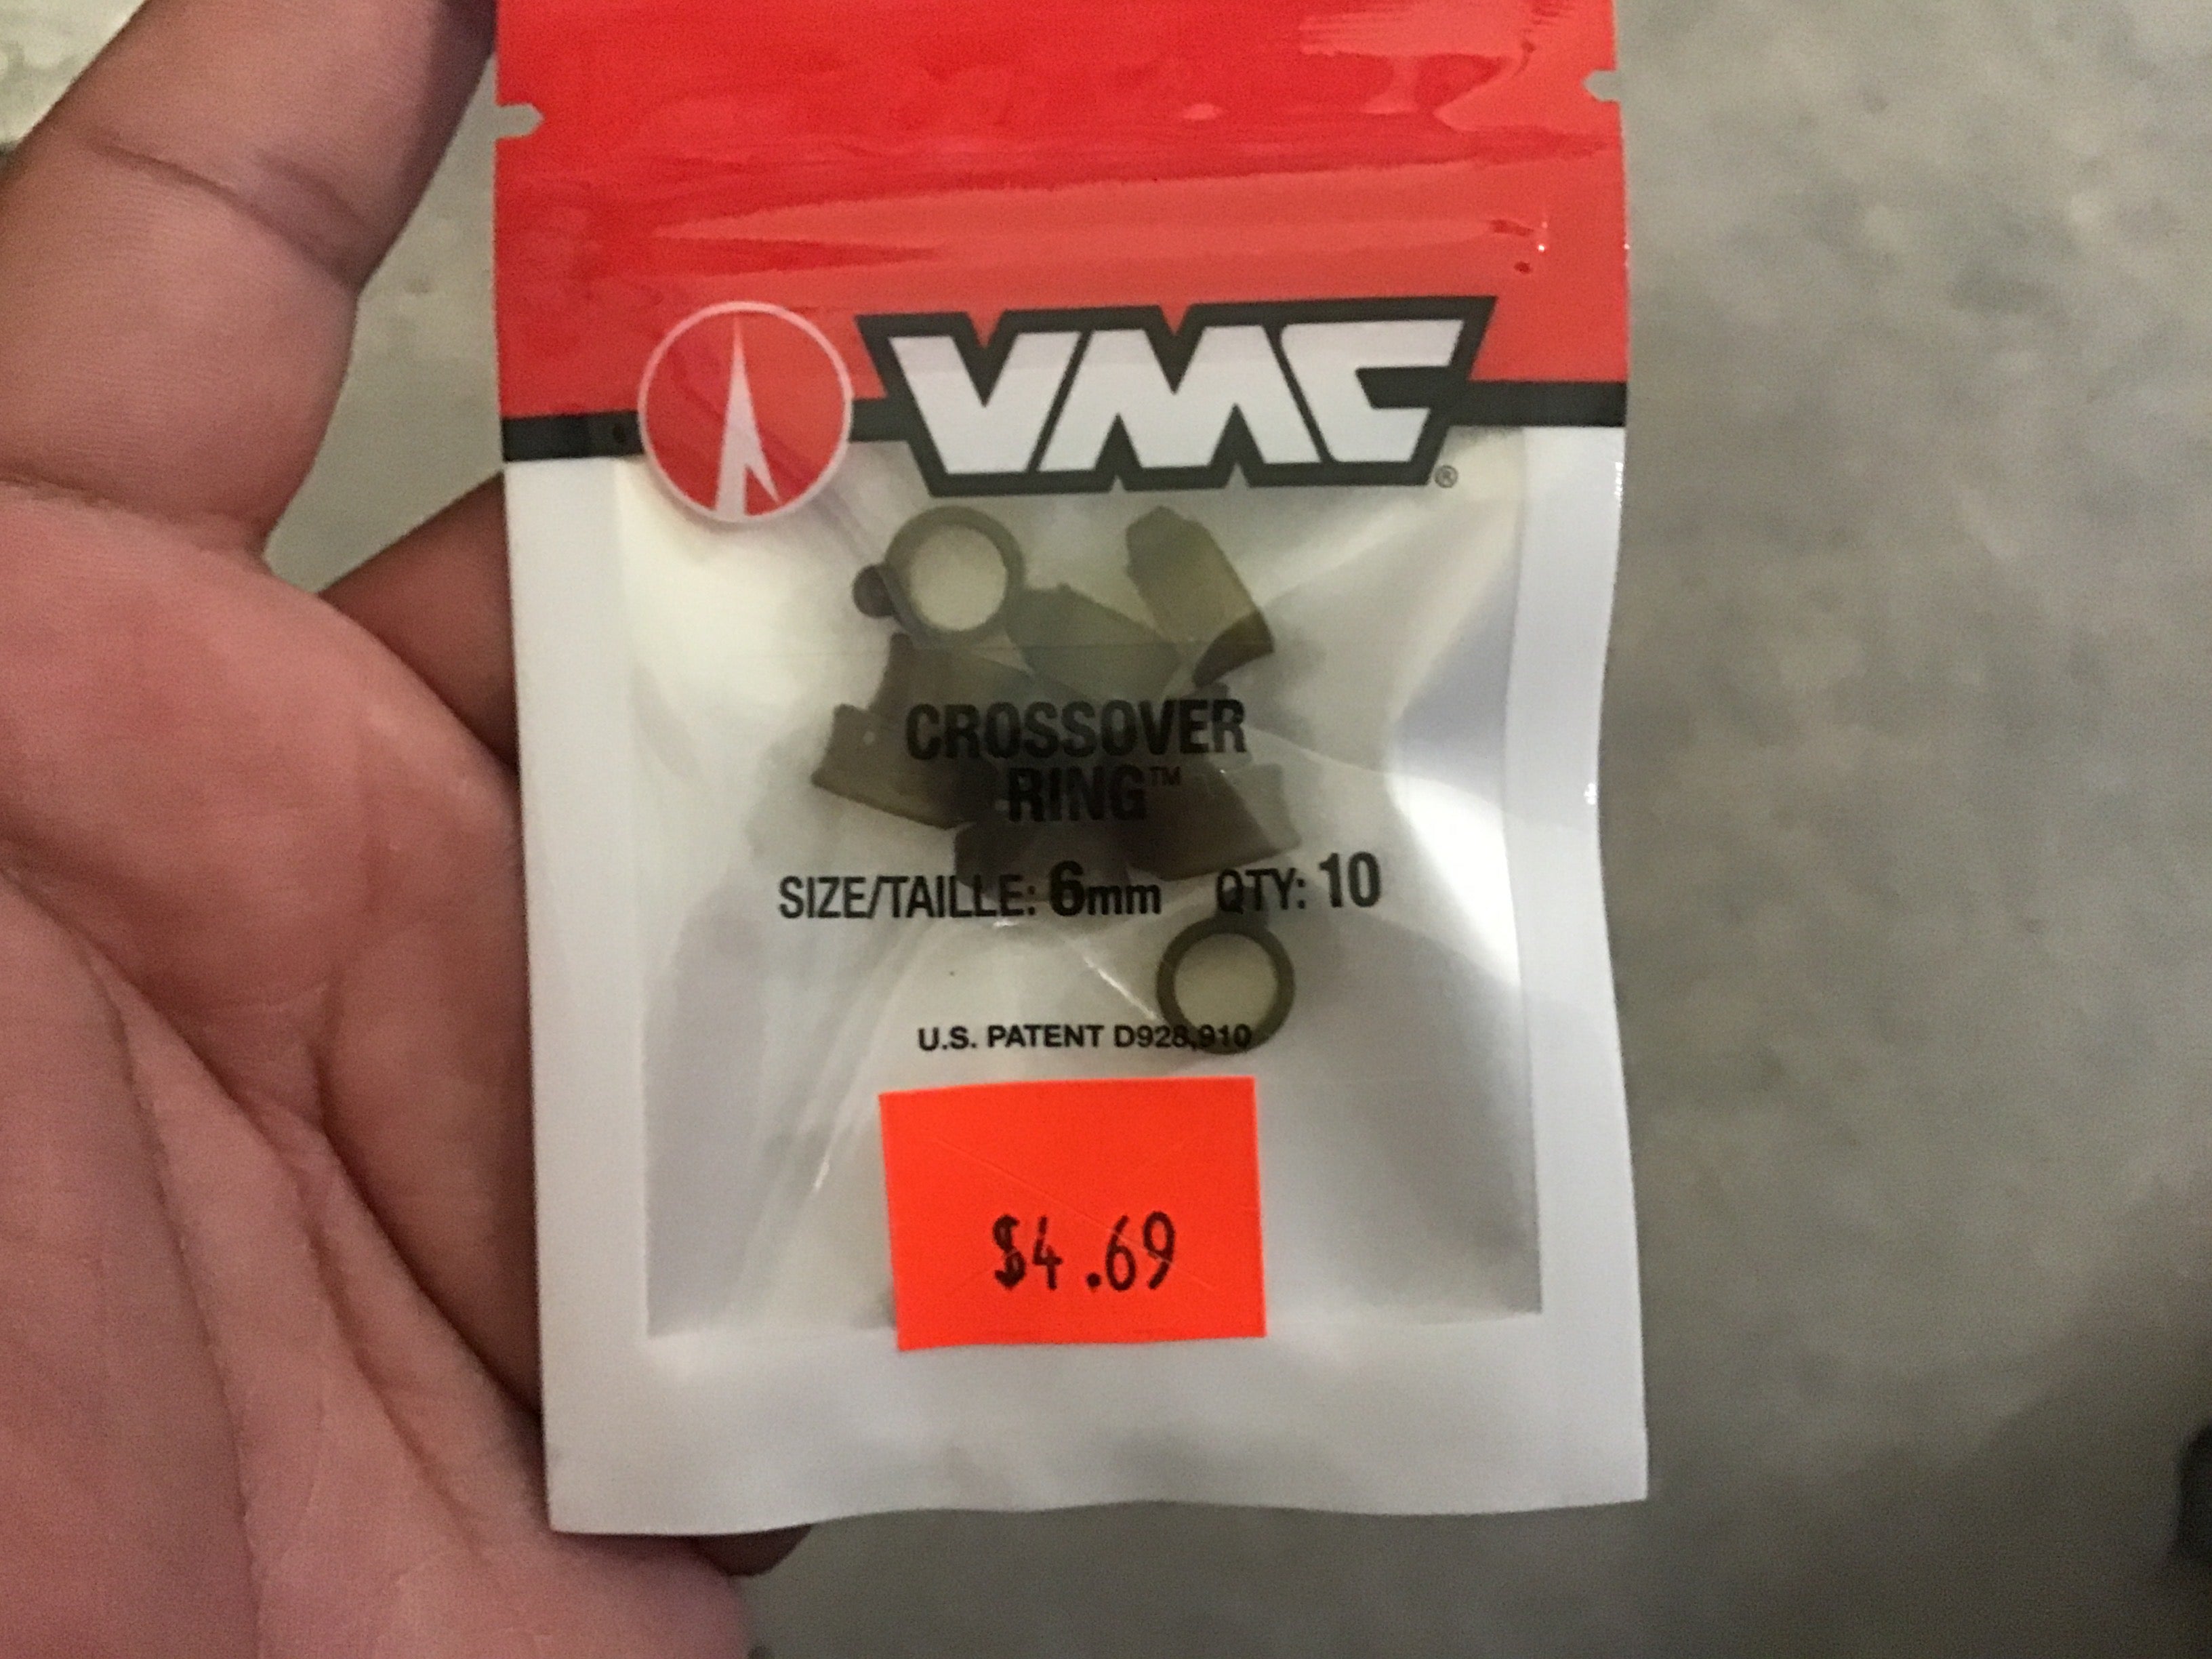 VMC®
CROSSOVER
RING™
SIZE/TAILLE: 6mm QTY: 10
U.S. PATENT D928,910
$4.69